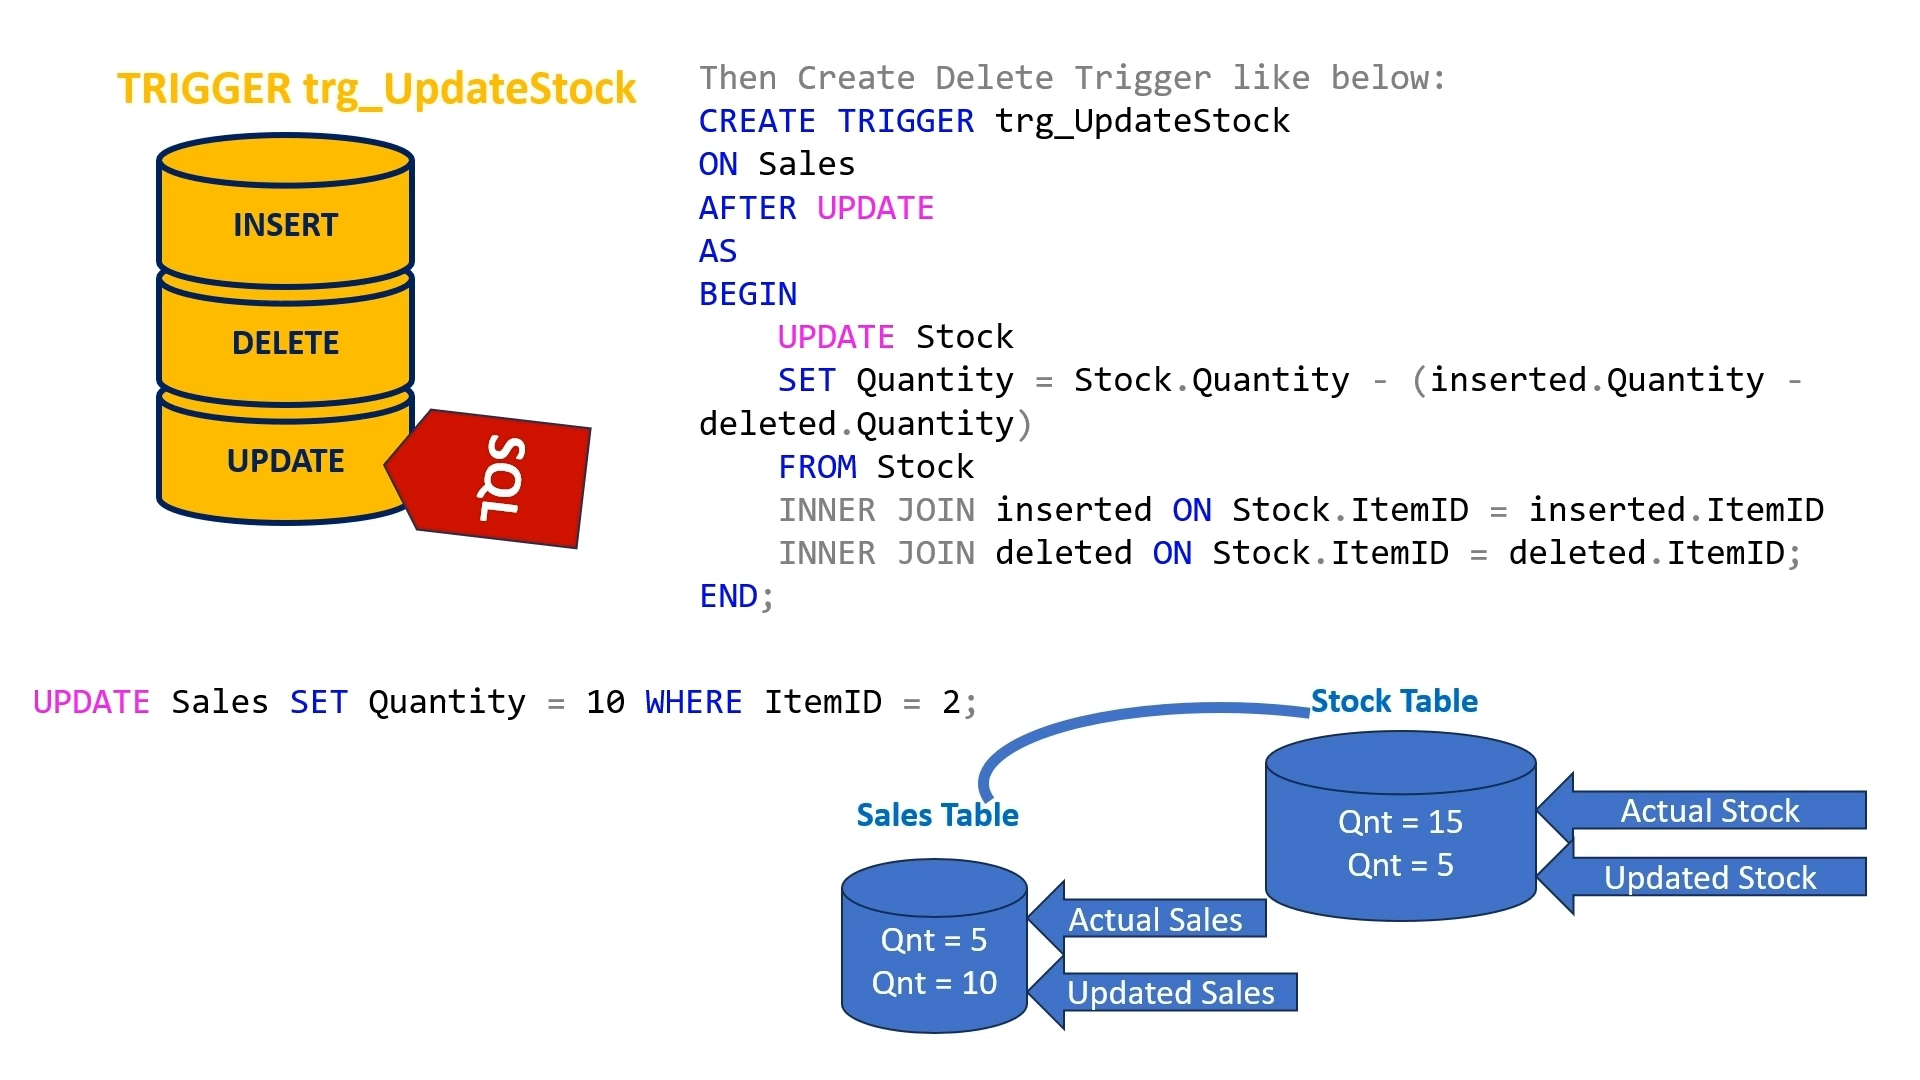 TRIGGER trg_UpdateStock
INSERT
DELETE
UPDATE
SQL
Then Create Delete Trigger like below:
CREATE TRIGGER trg_UpdateStock
ON Sales
AFTER UPDATE
AS
BEGIN
    UPDATE Stock
    SET Quantity = Stock.Quantity - (inserted.Quantity -
deleted.Quantity)
    FROM Stock
    INNER JOIN inserted ON Stock.ItemID = inserted.ItemID
    INNER JOIN deleted ON Stock.ItemID = deleted.ItemID;
END;
UPDATE Sales SET Quantity = 10 WHERE ItemID = 2;
Stock Table
Qnt = 15
Qnt = 5
Actual Stock
Updated Stock
Sales Table
Qnt = 5
Qnt = 10
Actual Sales
Updated Sales